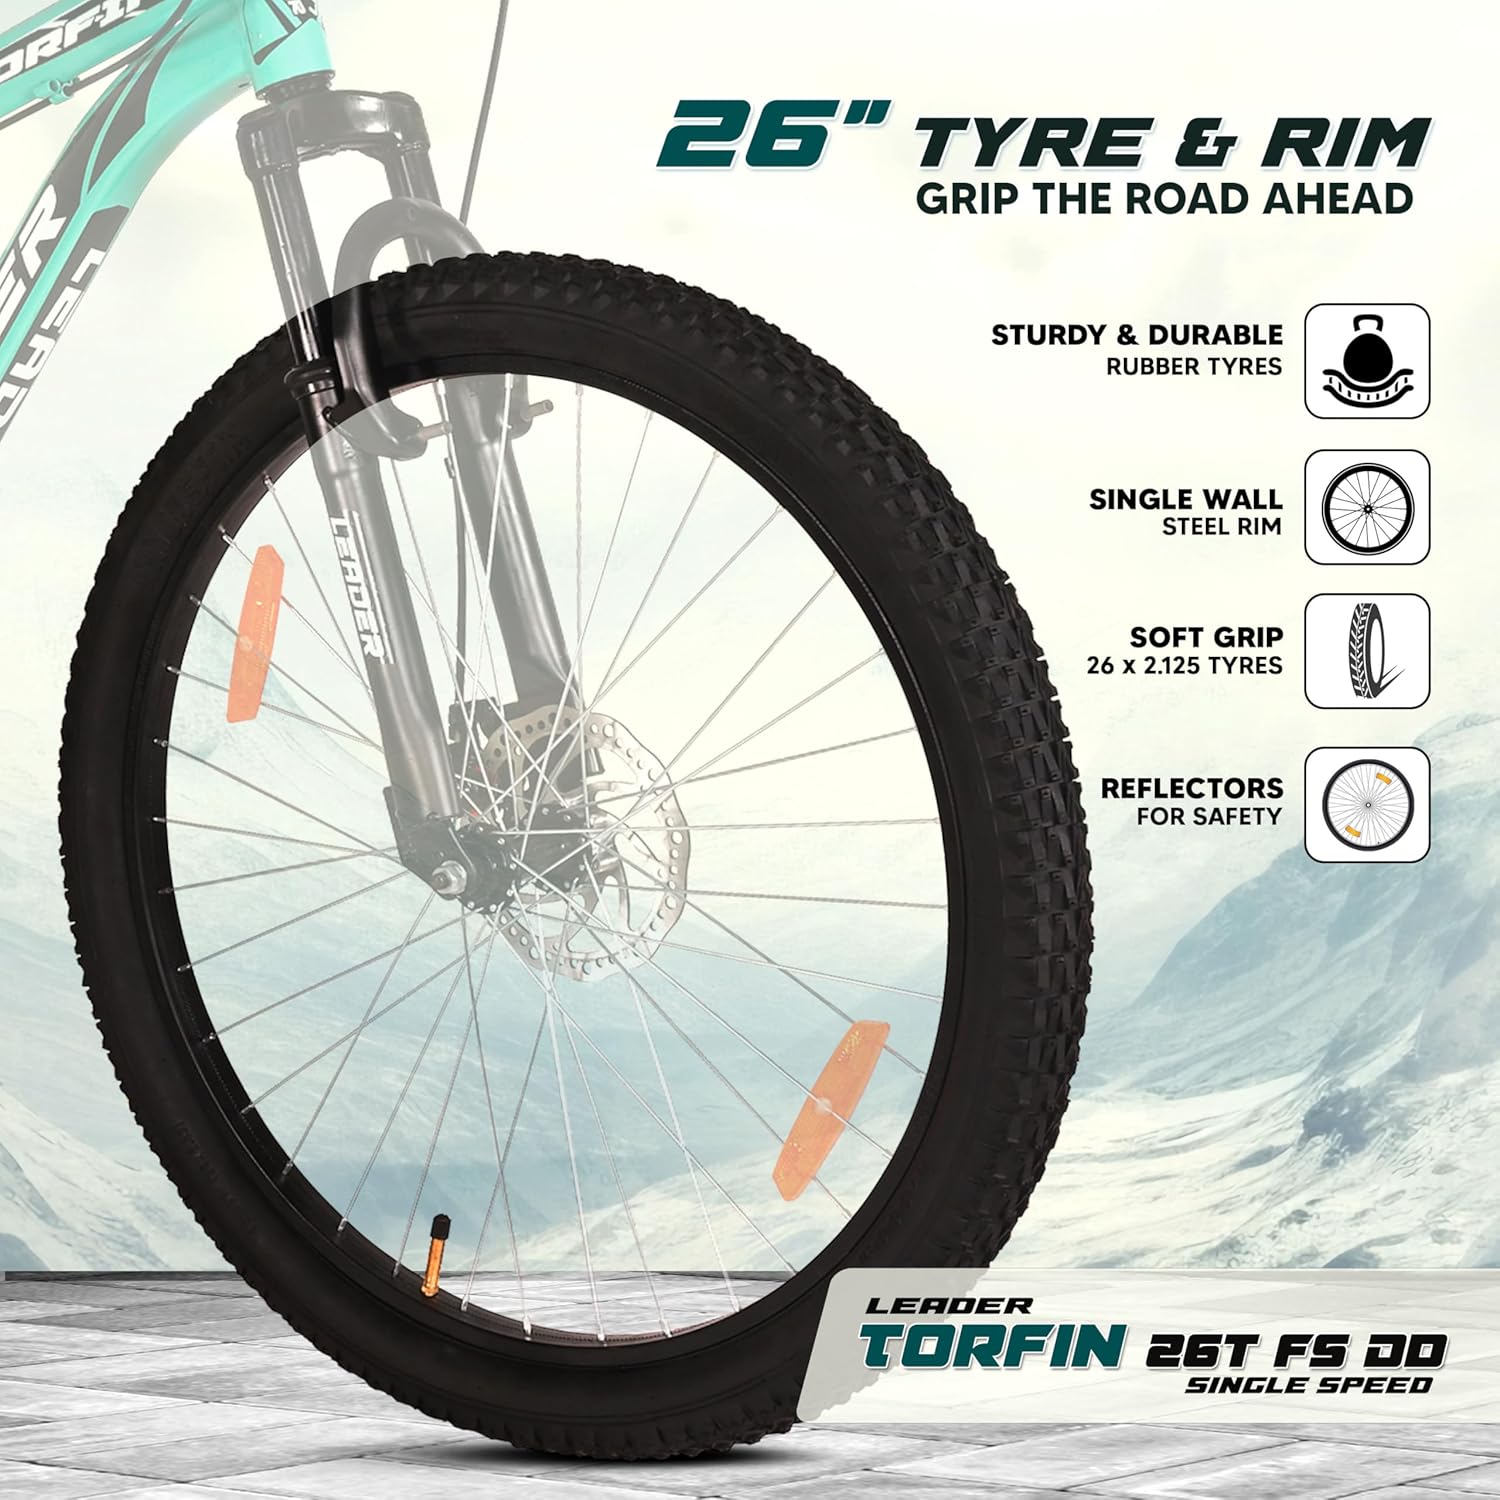 26" TYRE & RIM
GRIP THE ROAD AHEAD
STURDY & DURABLE
RUBBER TYRES
SINGLE WALL
STEEL RIM
SOFT GRIP
26 x 2.125 TYRES
REFLECTORS
FOR SAFETY
LEADER
LEADER
TORFIN 26T FS DD
SINGLE SPEED